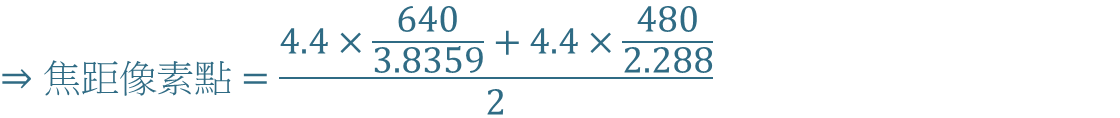 ⇒ 焦距像素點 = (4.4 × 640/3.8359 + 4.4 × 480/2.288)/2